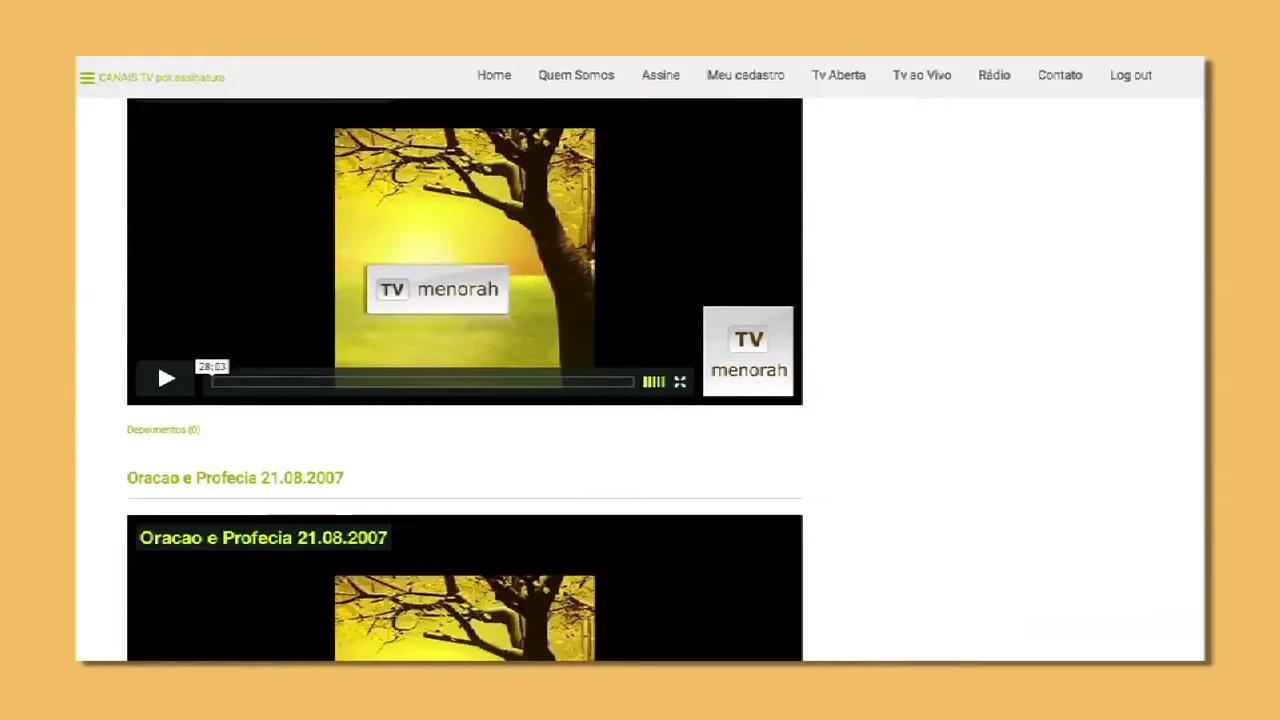 CANAIS TV por assinatura
Home Quem Somos Assine Meu cadastro Tv Aberta Tv ao Vivo Rádio Contato Log out
TV menorah
TV
menorah
28:03
Depoimentos (0)
Oracao e Profecia 21.08.2007
Oracao e Profecia 21.08.2007